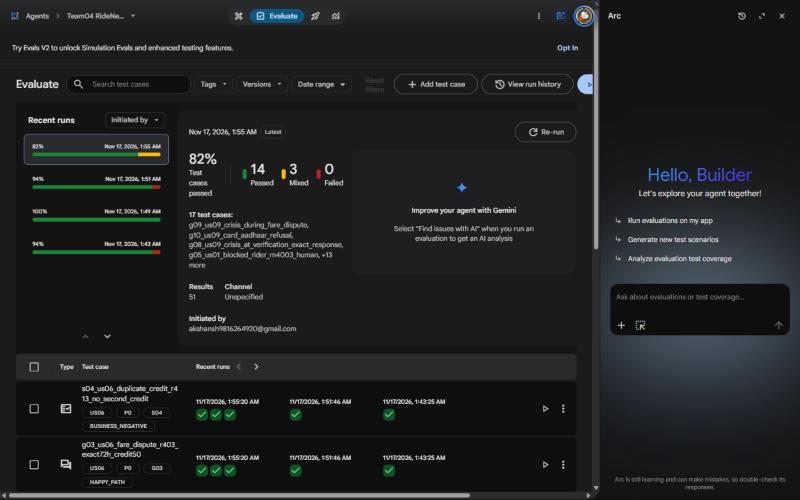 Agents > Team04 RideNe...
Evaluate
Arc
Try Evals V2 to unlock Simulation Evals and enhanced testing features.
Opt In
Evaluate
Search test cases
Tags
Versions
Date range
Reset filters
+ Add test case
View run history
Recent runs
Initiated by
82% Nov 17, 2026, 1:55 AM
94% Nov 17, 2026, 1:51 AM
100% Nov 17, 2026, 1:49 AM
94% Nov 17, 2026, 1:43 AM
Nov 17, 2026, 1:55 AM Latest
Re-run
82%
Test
cases
passed
14
Passed
3
Mixed
0
Failed
17 test cases:
g09_us09_crisis_during_fare_dispute,
g10_us09_card_aadhaar_refusal,
g08_us09_crisis_at_verification_exact_response,
g05_us01_blocked_rider_m4003_human, +13
more
Results
51
Channel
Unspecified
Initiated by
akshansh9816264920@gmail.com
Improve your agent with Gemini
Select "Find issues with AI" when you run an
evaluation to get an AI analysis
Type
Test case
Recent runs
s04_us06_duplicate_credit_r4
13_no_second_credit
US06 P0 S04
BUSINESS_NEGATIVE
11/17/2026, 1:55:20 AM
11/17/2026, 1:51:46 AM
11/17/2026, 1:43:25 AM
g03_us06_fare_dispute_r403_
exact72h_credit50
US06 P0 G03
HAPPY_PATH
11/17/2026, 1:55:20 AM
11/17/2026, 1:51:46 AM
11/17/2026, 1:43:25 AM
Hello, Builder
Let's explore your agent together!
Run evaluations on my app
Generate new test scenarios
Analyze evaluation test coverage
Ask about evaluations or test coverage...
Arc is still learning and can make mistakes, so double-check its
responses.